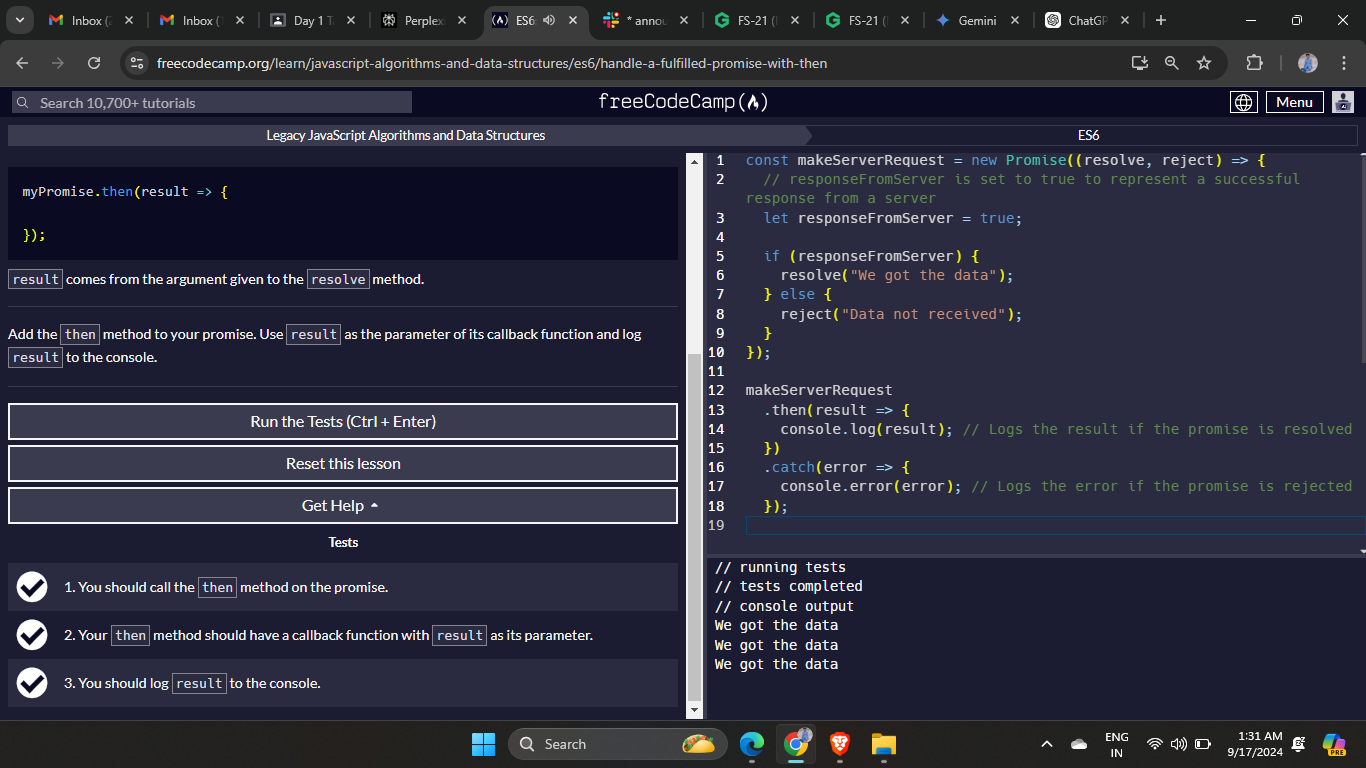 Inbox (2
Inbox (
Day 1 T
Perplex
ES6
* annou
FS-21 (
FS-21 (
Gemini
ChatGP
freecodecamp.org/learn/javascript-algorithms-and-data-structures/es6/handle-a-fulfilled-promise-with-then
Search 10,700+ tutorials
freeCodeCamp
Menu
Legacy JavaScript Algorithms and Data Structures
ES6
myPromise.then(result => {
});
result comes from the argument given to the resolve method.
Add the then method to your promise. Use result as the parameter of its callback function and log
result to the console.
Run the Tests (Ctrl + Enter)
Reset this lesson
Get Help
Tests
1. You should call the then method on the promise.
2. Your then method should have a callback function with result as its parameter.
3. You should log result to the console.
1 const makeServerRequest = new Promise((resolve, reject) => {
2 // responseFromServer is set to true to represent a successful
response from a server
3 let responseFromServer = true;
4
5 if (responseFromServer) {
6 resolve("We got the data");
7 } else {
8 reject("Data not received");
9 }
10 });
11
12 makeServerRequest
13 .then(result => {
14 console.log(result); // Logs the result if the promise is resolved
15 })
16 .catch(error => {
17 console.error(error); // Logs the error if the promise is rejected
18 });
19
// running tests
// tests completed
// console output
We got the data
We got the data
We got the data
Search
ENG
IN
1:31 AM
9/17/2024
PRE